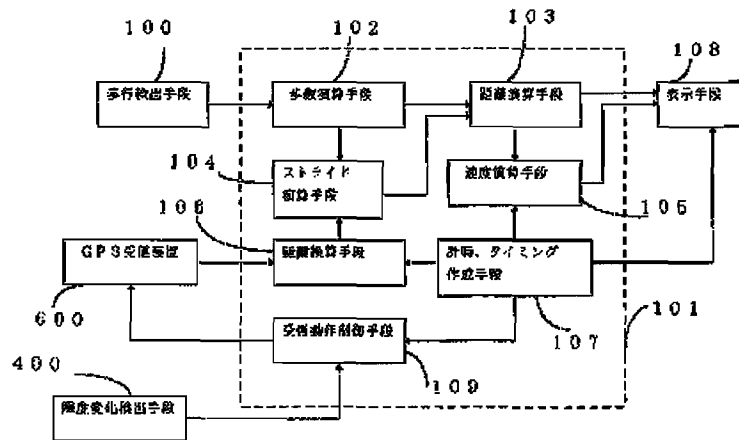 100
102
103
108
歩行検出手段
歩数演算手段
距離演算手段
表示手段
104
ストライド
演算手段
速度演算手段
105
106
GPS受信装置
距離演算手段
計時、タイミング
作成手段
600
107
101
受信動作制御手段
109
400
照度変化検出手段